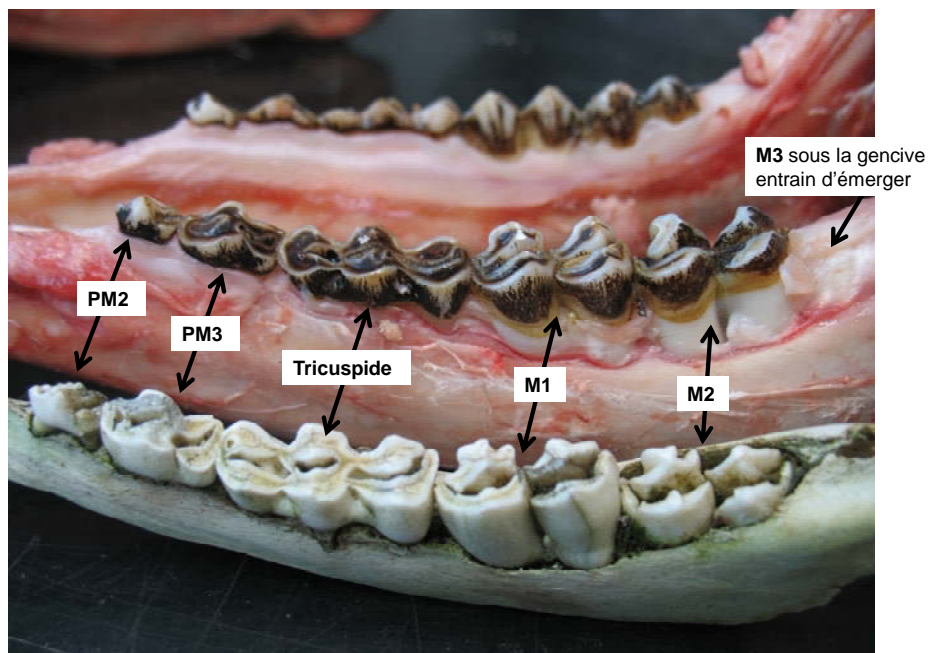 M3 sous la gencive
entrain d'émerger
PM2
PM3
Tricuspide
M1
M2